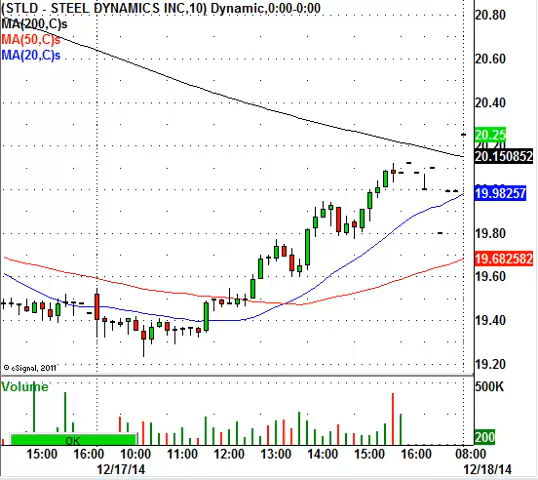 (STLD - STEEL DYNAMICS INC,10) Dynamic,0:00-0:00
MA(200,C)s
MA(50,C)s
MA(20,C)s
20.80
20.60
20.40
20.25
20.20
20.150852
19.98257
19.80
19.682582
19.60
19.40
19.20
© eSignal, 2011
Volume
500K
200
OK
15:00 16:00 10:00 11:00 12:00 13:00 14:00 15:00 16:00 08:00
12/17/14 12/18/14